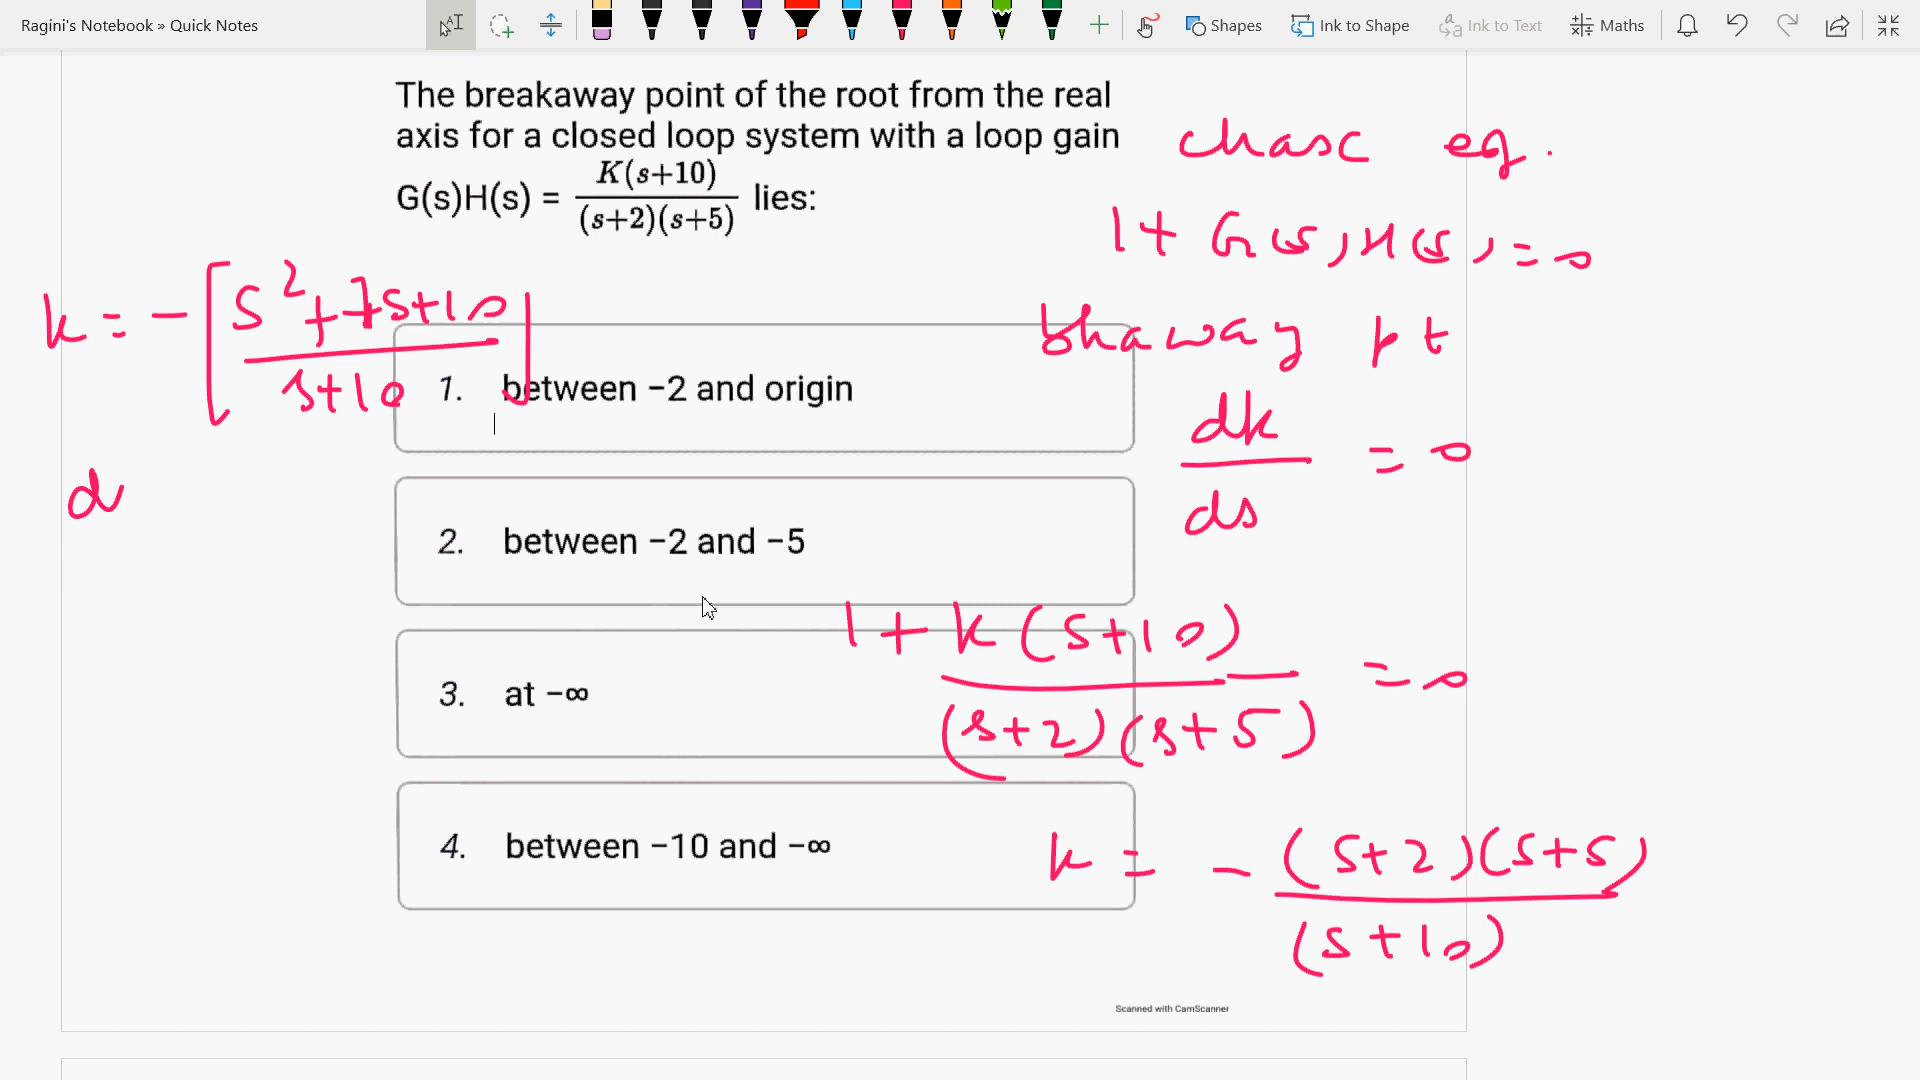 Ragini's Notebook » Quick Notes
Shapes
Ink to Shape
Ink to Text
Maths
The breakaway point of the root from the real
axis for a closed loop system with a loop gain
G(s)H(s) = K(s+10) / (s+2)(s+5) lies:
1. between −2 and origin
2. between −2 and −5
3. at −∞
4. between −10 and −∞
Scanned with CamScanner
charc eq.
1 + G(s)H(s) = 0
bkaway pt
dk / ds = 0
1 + k(s+10) / (s+2)(s+5) = 0
k = - (s+2)(s+5) / (s+10)
k = - [s² + 7s + 10 / s+10]
d